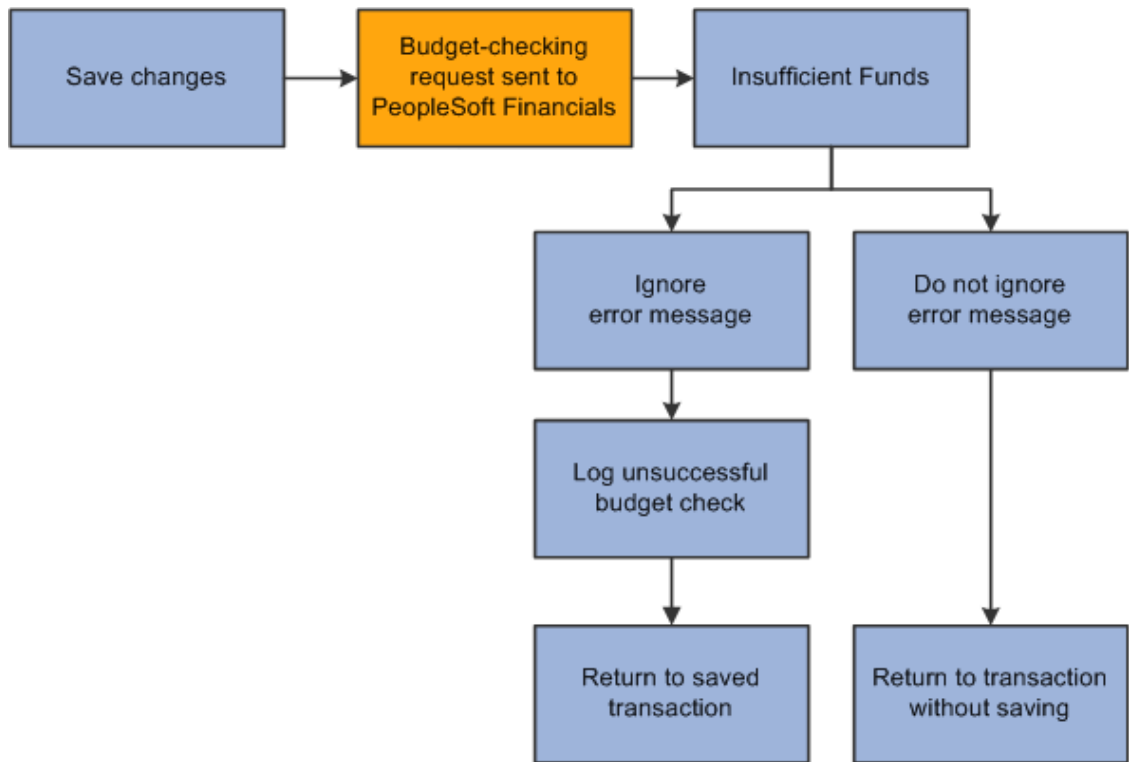 Save changes
Budget-checking
request sent to
PeopleSoft Financials
Insufficient Funds
Ignore
error message
Do not ignore
error message
Log unsuccessful
budget check
Return to saved
transaction
Return to transaction
without saving